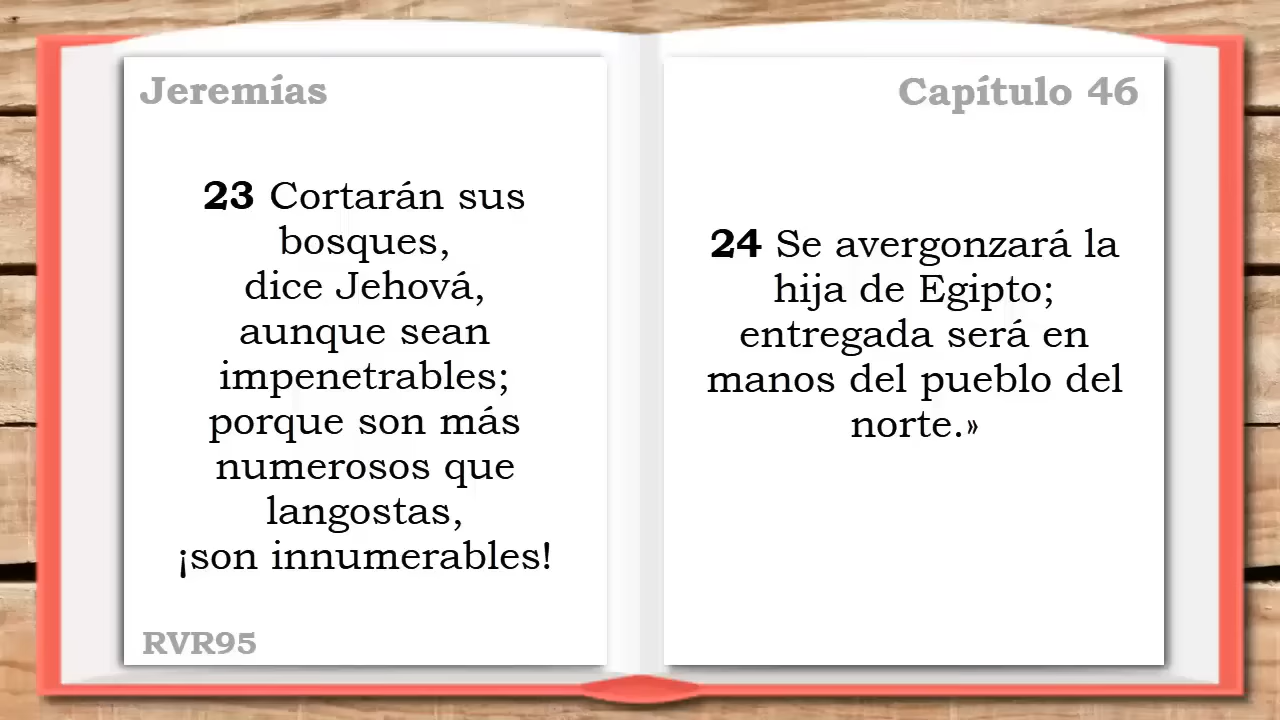 Jeremías
23 Cortarán sus
bosques,
dice Jehová,
aunque sean
impenetrables;
porque son más
numerosos que
langostas,
¡son innumerables!
RVR95
Capítulo 46
24 Se avergonzará la
hija de Egipto;
entregada será en
manos del pueblo del
norte.»